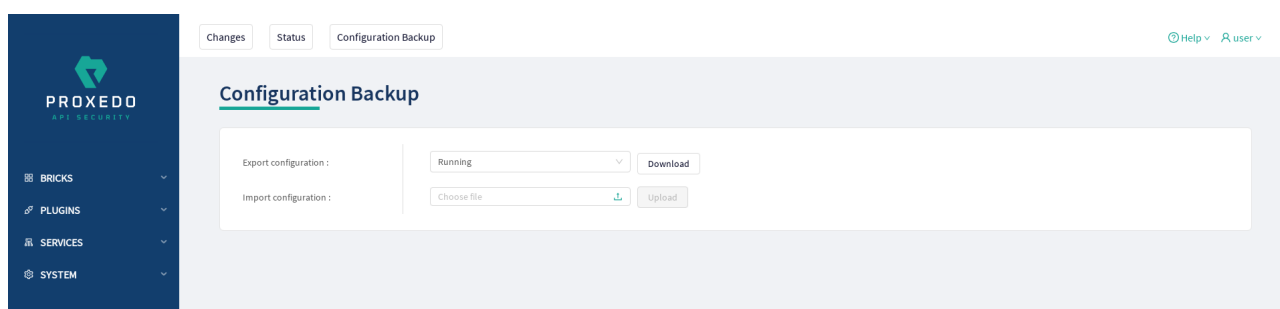 Changes Status Configuration Backup Help user
PROXEDO
API SECURITY
Configuration Backup
Export configuration : Running Download
Import configuration : Choose file Upload
BRICKS
PLUGINS
SERVICES
SYSTEM